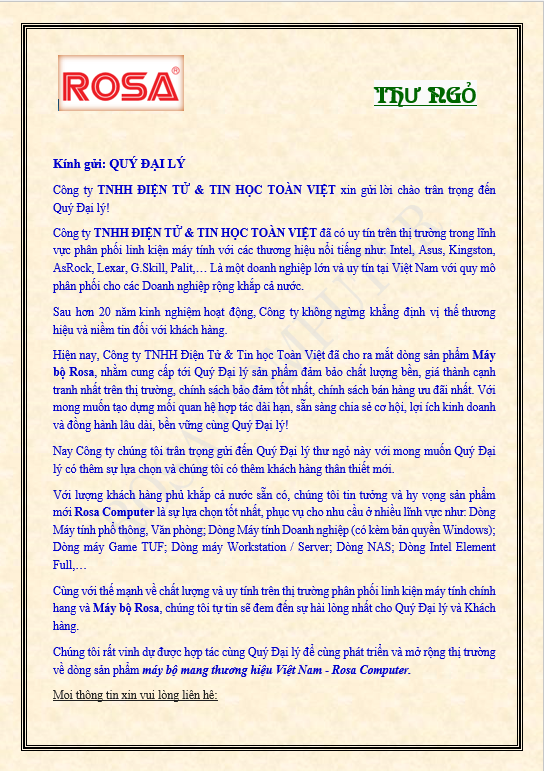 ROSA®
THƯ NGỎ
Kính gửi: QUÝ ĐẠI LÝ
Công ty TNHH ĐIỆN TỬ & TIN HỌC TOÀN VIỆT xin gửi lời chào trân trọng đến
Quý Đại lý!
Công ty TNHH ĐIỆN TỬ & TIN HỌC TOÀN VIỆT đã có uy tín trên thị trường trong lĩnh
vực phân phối linh kiện máy tính với các thương hiệu nổi tiếng như: Intel, Asus, Kingston,
AsRock, Lexar, G.Skill, Palit,… Là một doanh nghiệp lớn và uy tín tại Việt Nam với quy mô
phân phối cho các Doanh nghiệp rộng khắp cả nước.
Sau hơn 20 năm kinh nghiệm hoạt động, Công ty không ngừng khẳng định vị thế thương
hiệu và niềm tin đối với khách hàng.
Hiện nay, Công ty TNHH Điện Tử & Tin học Toàn Việt đã cho ra mắt dòng sản phẩm Máy
bộ Rosa, nhằm cung cấp tới Quý Đại lý sản phẩm đảm bảo chất lượng bền, giá thành cạnh
tranh nhất trên thị trường, chính sách bảo đảm tốt nhất, chính sách bán hàng ưu đãi nhất. Với
mong muốn tạo dựng mối quan hệ hợp tác dài hạn, sẵn sàng chia sẻ cơ hội, lợi ích kinh doanh
và đồng hành lâu dài, bền vững cùng Quý Đại lý!
Nay Công ty chúng tôi trân trọng gửi đến Quý Đại lý thư ngỏ này với mong muốn Quý Đại
lý có thêm sự lựa chọn và chúng tôi có thêm khách hàng thân thiết mới.
Với lượng khách hàng phủ khắp cả nước sẵn có, chúng tôi tin tưởng và hy vọng sản phẩm
mới Rosa Computer là sự lựa chọn tốt nhất, phục vụ cho nhu cầu ở nhiều lĩnh vực như: Dòng
Máy tính phổ thông, Văn phòng; Dòng Máy tính Doanh nghiệp (có kèm bản quyền Windows);
Dòng máy Game TUF; Dòng máy Workstation / Server; Dòng NAS; Dòng Intel Element
Full,…
Cùng với thế mạnh về chất lượng và uy tín trên thị trường phân phối linh kiện máy tính chính
hang và Máy bộ Rosa, chúng tôi tự tin sẽ đem đến sự hài lòng nhất cho Quý Đại lý và Khách
hàng.
Chúng tôi rất vinh dự được hợp tác cùng Quý Đại lý để cùng phát triển và mở rộng thị trường
về dòng sản phẩm máy bộ mang thương hiệu Việt Nam - Rosa Computer.
Mọi thông tin xin vui lòng liên hệ: